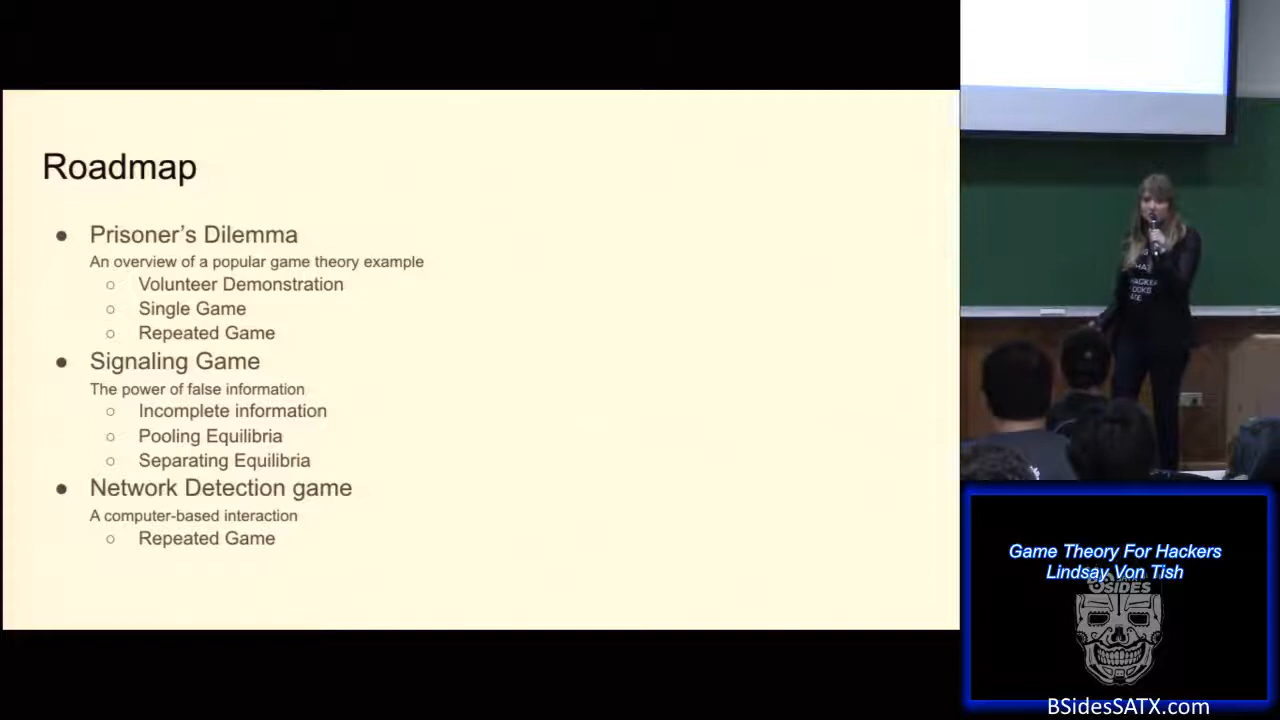 Roadmap
● Prisoner’s Dilemma
An overview of a popular game theory example
○ Volunteer Demonstration
○ Single Game
○ Repeated Game
● Signaling Game
The power of false information
○ Incomplete information
○ Pooling Equilibria
○ Separating Equilibria
● Network Detection game
A computer-based interaction
○ Repeated Game
Game Theory For Hackers
Lindsay Von Tish
BSIDES
BSidesSATX.com